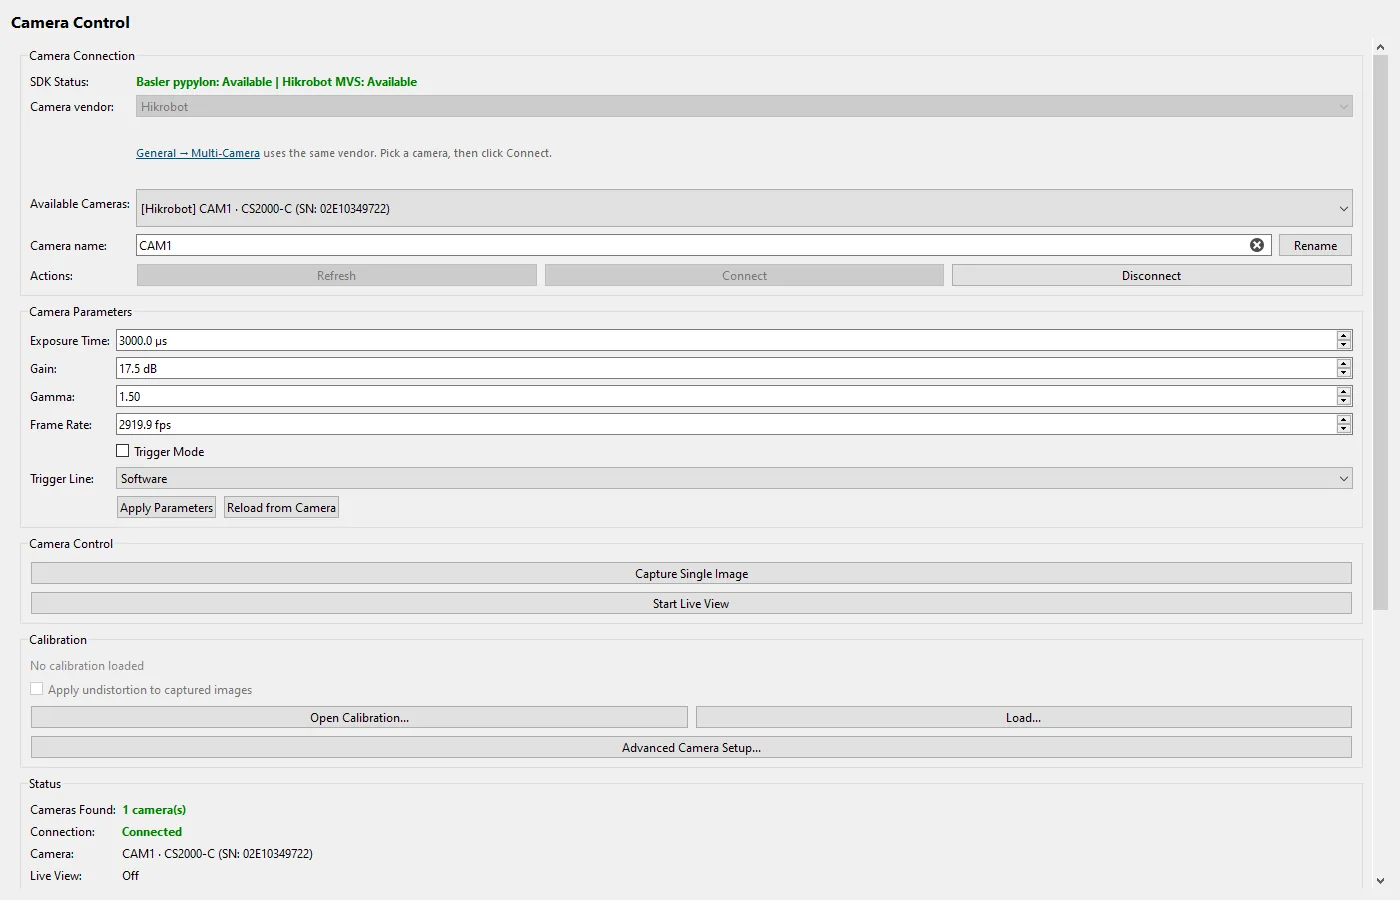 Camera Control
Camera Connection
SDK Status: Basler pypylon: Available | Hikrobot MVS: Available
Camera vendor: Hikrobot
General → Multi-Camera uses the same vendor. Pick a camera, then click Connect.
Available Cameras: [Hikrobot] CAM1 · CS2000-C (SN: 02E10349722)
Camera name: CAM1 Rename
Actions: Refresh Connect Disconnect
Camera Parameters
Exposure Time: 3000.0 µs
Gain: 17.5 dB
Gamma: 1.50
Frame Rate: 2919.9 fps
Trigger Mode
Trigger Line: Software
Apply Parameters Reload from Camera
Camera Control
Capture Single Image
Start Live View
Calibration
No calibration loaded
Apply undistortion to captured images
Open Calibration... Load...
Advanced Camera Setup...
Status
Cameras Found: 1 camera(s)
Connection: Connected
Camera: CAM1 · CS2000-C (SN: 02E10349722)
Live View: Off